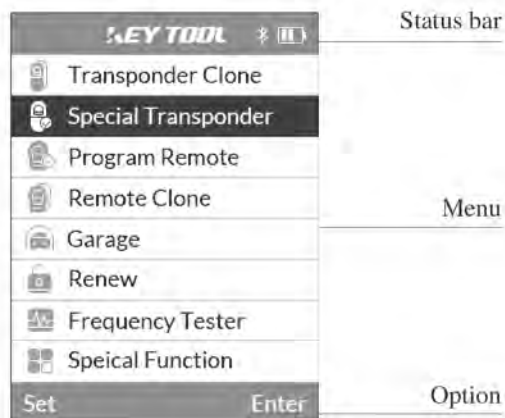 KEY TOOL Status bar
Transponder Clone
Special Transponder
Program Remote
Remote Clone
Menu
Garage
Renew
Frequency Tester
Speical Function
Set Enter Option